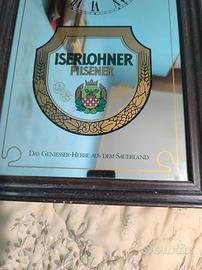 ISERLOHNER
PILSENER
DAS GENIESSER-HERBE AUS DEM SAUERLAND